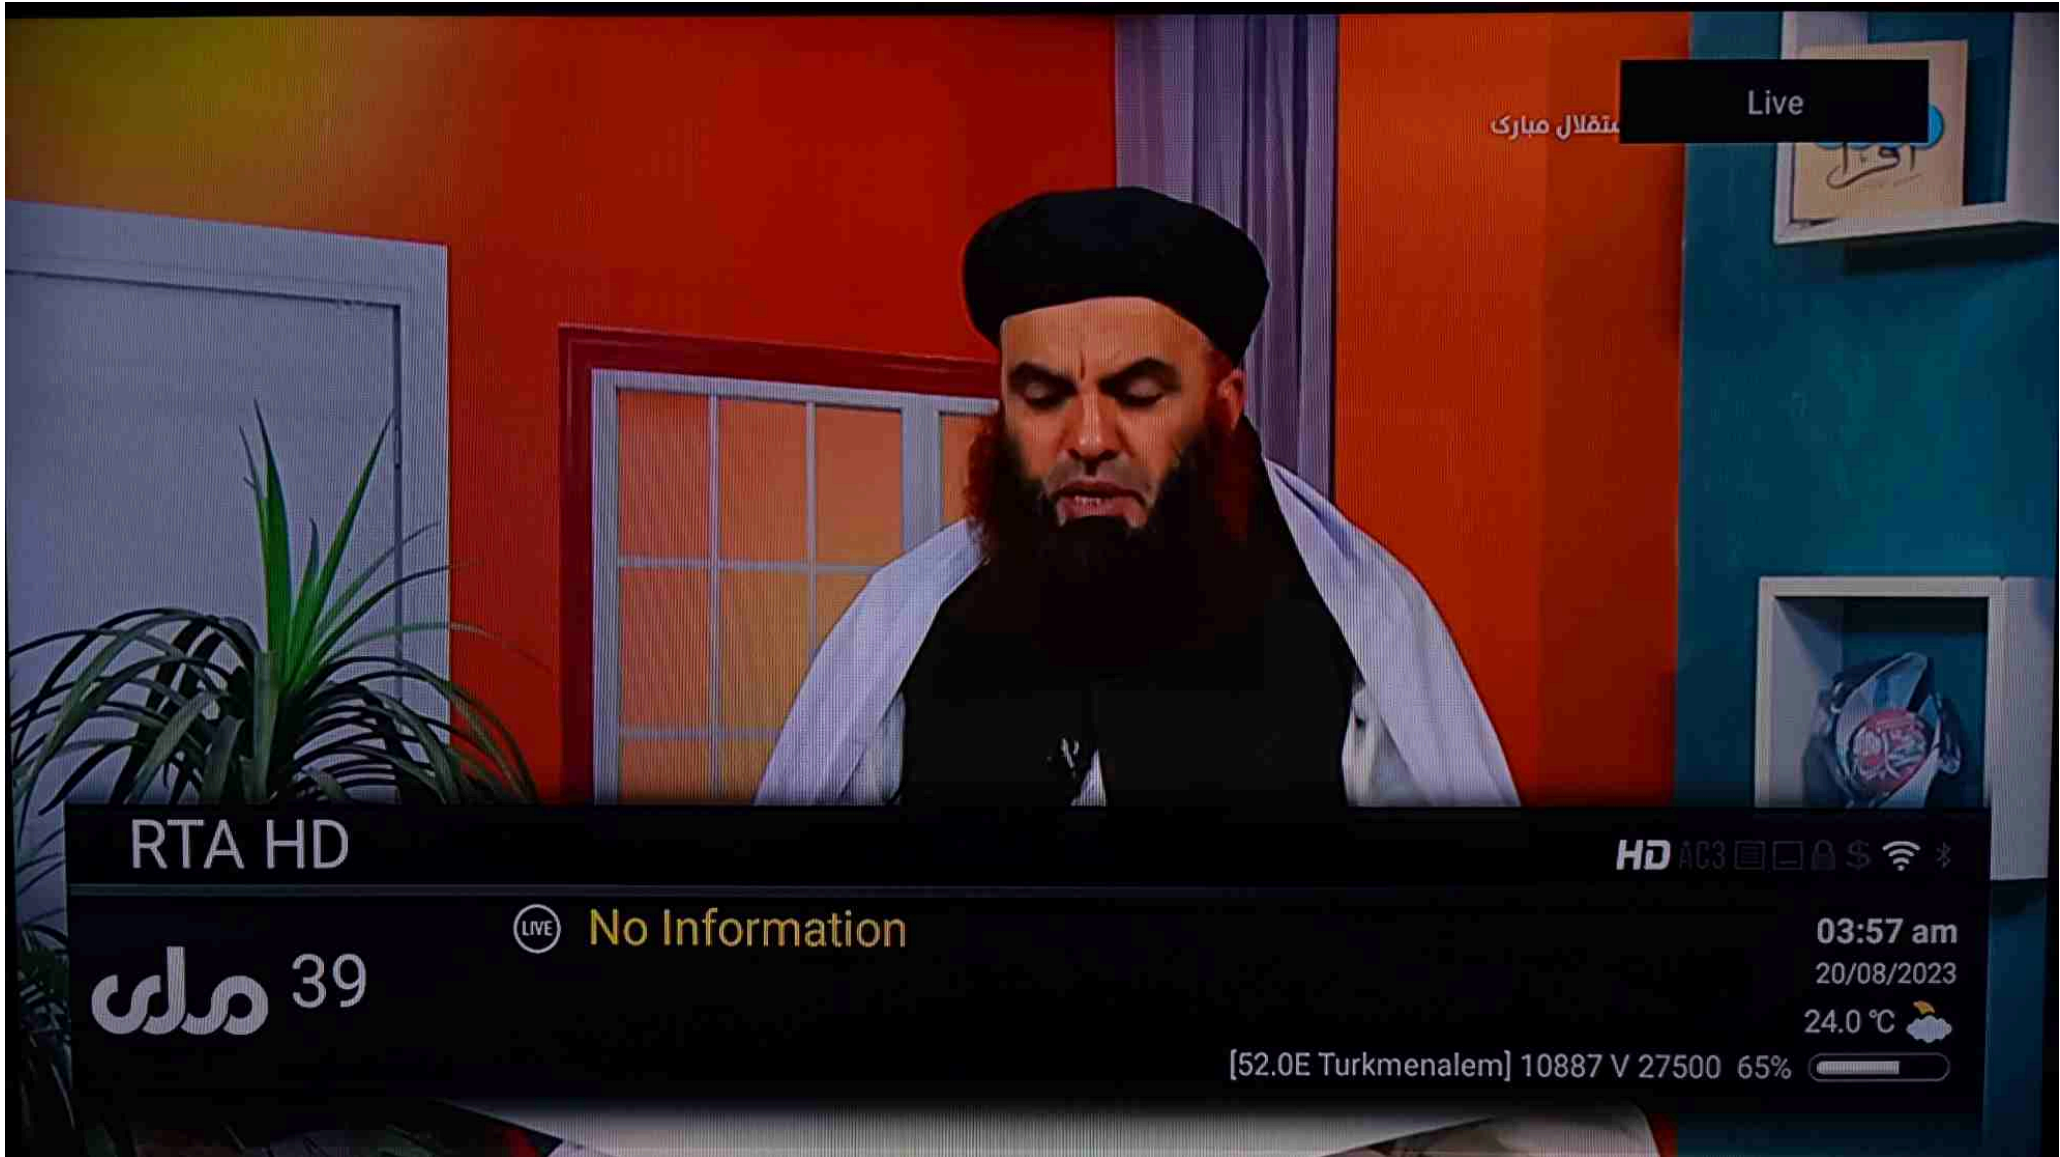 Live
ستقلال مبارک
اقرأ
RTA HD
HD AC3 $
LIVE No Information
ملی 39
03:57 am
20/08/2023
24.0 °C
[52.0E Turkmenalem] 10887 V 27500 65%